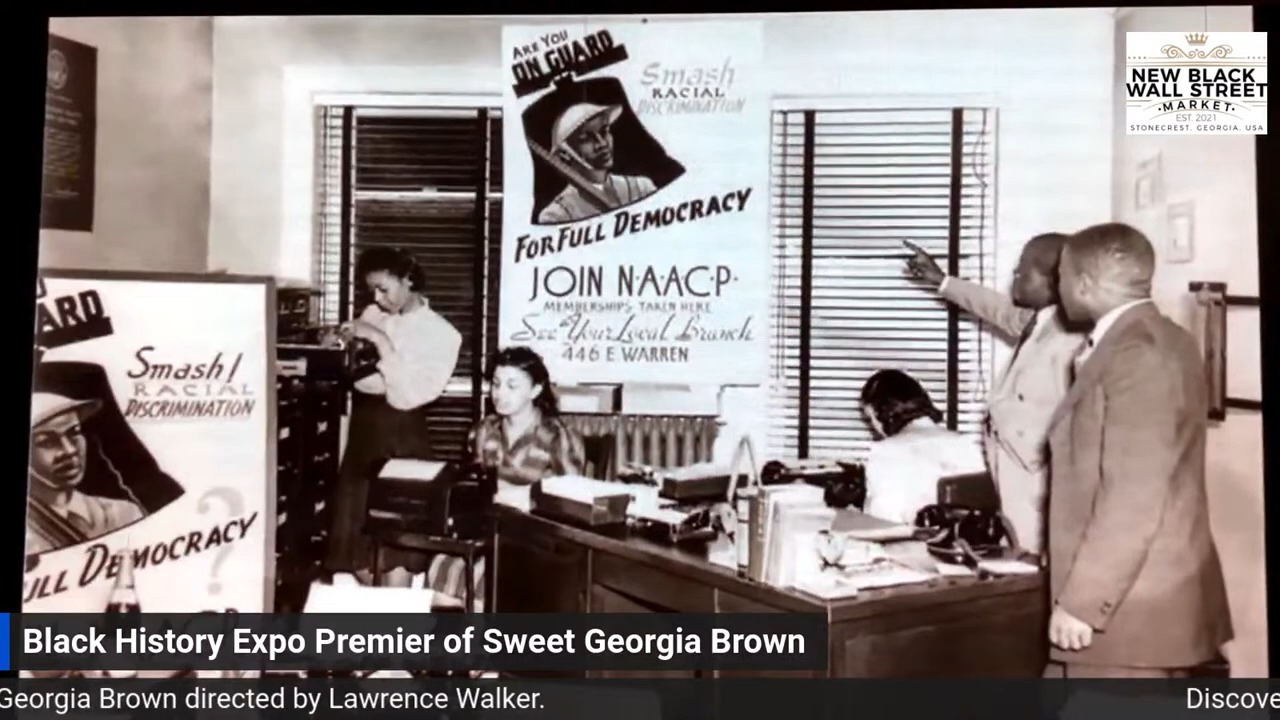 ARE YOU
ON GUARD
Smash
RACIAL
DISCRIMINATION
FOR FULL DEMOCRACY
JOIN N·A·A·C·P·
MEMBERSHIPS TAKEN HERE
See Your Local Branch
446 E WARREN
NEW BLACK
WALL STREET
·MARKET·
EST. 2021
STONECREST, GEORGIA, USA
ARD
Smash!
RACIAL
DISCRIMINATION
ULL DEMOCRACY
?
Black History Expo Premier of Sweet Georgia Brown
Georgia Brown directed by Lawrence Walker.
Discove